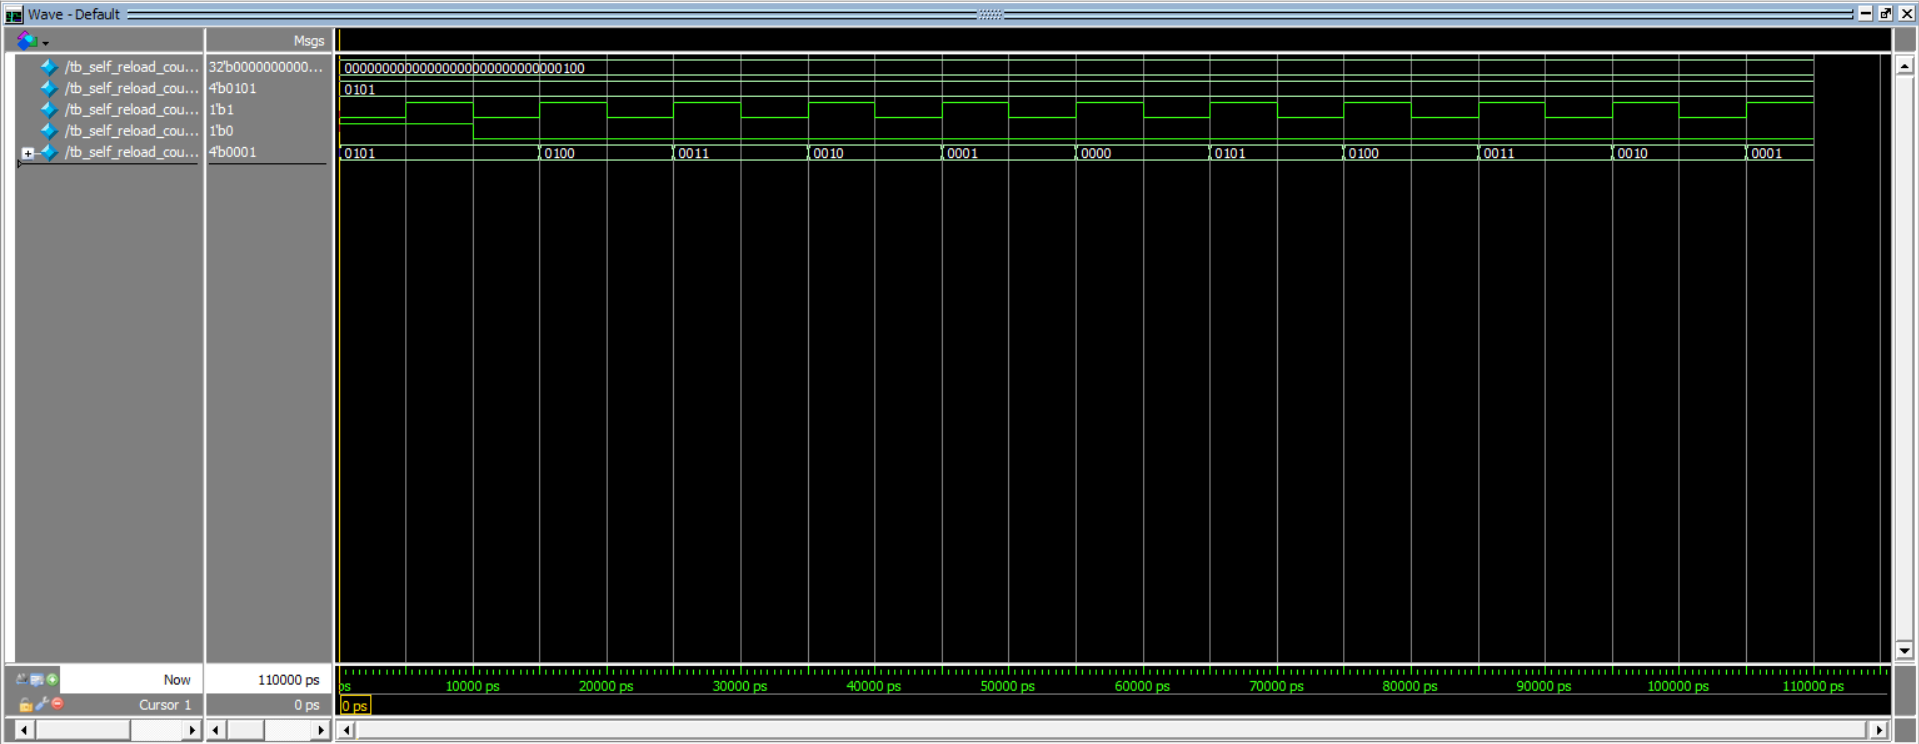 Wave - Default
Msgs
/tb_self_reload_cou... 32'b0000000000... 00000000000000000000000000000100
/tb_self_reload_cou... 4'b0101 0101
/tb_self_reload_cou... 1'b1
/tb_self_reload_cou... 1'b0
/tb_self_reload_cou... 4'b0001 0101 0100 0011 0010 0001 0000 0101 0100 0011 0010 0001
Now 110000 ps ps 10000 ps 20000 ps 30000 ps 40000 ps 50000 ps 60000 ps 70000 ps 80000 ps 90000 ps 100000 ps 110000 ps
Cursor 1 0 ps 0 ps